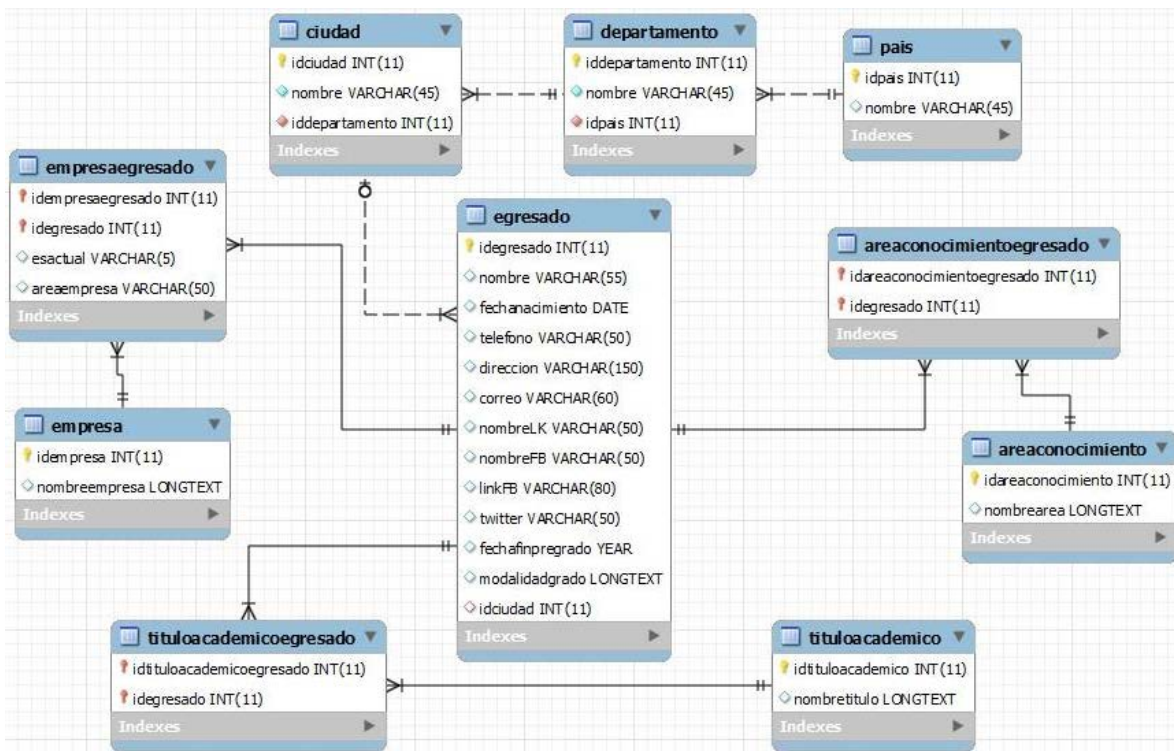 ciudad
idciudad INT(11)
nombre VARCHAR(45)
iddepartamento INT(11)
Indexes
departamento
iddepartamento INT(11)
nombre VARCHAR(45)
idpais INT(11)
Indexes
pais
idpais INT(11)
nombre VARCHAR(45)
Indexes
empresaegresado
idempresaegresado INT(11)
idegresado INT(11)
esactual VARCHAR(5)
areaempresa VARCHAR(50)
Indexes
egresado
idegresado INT(11)
nombre VARCHAR(55)
fechanacimiento DATE
telefono VARCHAR(50)
direccion VARCHAR(150)
correo VARCHAR(60)
nombreLK VARCHAR(50)
nombreFB VARCHAR(50)
linkFB VARCHAR(80)
twitter VARCHAR(50)
fechafinpregrado YEAR
modalidadgrado LONGTEXT
idciudad INT(11)
Indexes
areaconocimientoegresado
idareaconocimientoegresado INT(11)
idegresado INT(11)
Indexes
empresa
idempresa INT(11)
nombreempresa LONGTEXT
Indexes
areaconocimiento
idareaconocimiento INT(11)
nombrearea LONGTEXT
Indexes
tituloacademicoegresado
idtituloacademicoegresado INT(11)
idegresado INT(11)
Indexes
tituloacademico
idtituloacademico INT(11)
nombretitulo LONGTEXT
Indexes